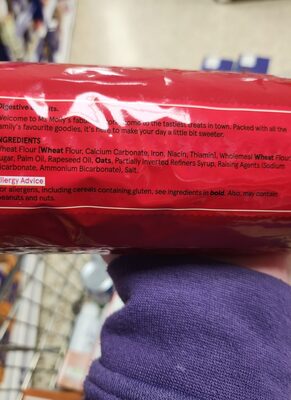 Digestive
Welcome to Ms Molly's come to the tastiest treats in town. Packed with all the
family's favourite goodies, it's here to make your day a little bit sweeter.
INGREDIENTS
Wheat Flour [Wheat Flour, Calcium Carbonate, Iron, Niacin, Thiamin], Wholemeal Wheat Flour
Sugar, Palm Oil, Rapeseed Oil, Oats, Partially Inverted Refiners Syrup, Raising Agents (Sodium
Bicarbonate, Ammonium Bicarbonate), Salt.
Allergy Advice
For allergens, including cereals containing gluten, see ingredients in bold. Also, may contain
peanuts and nuts.